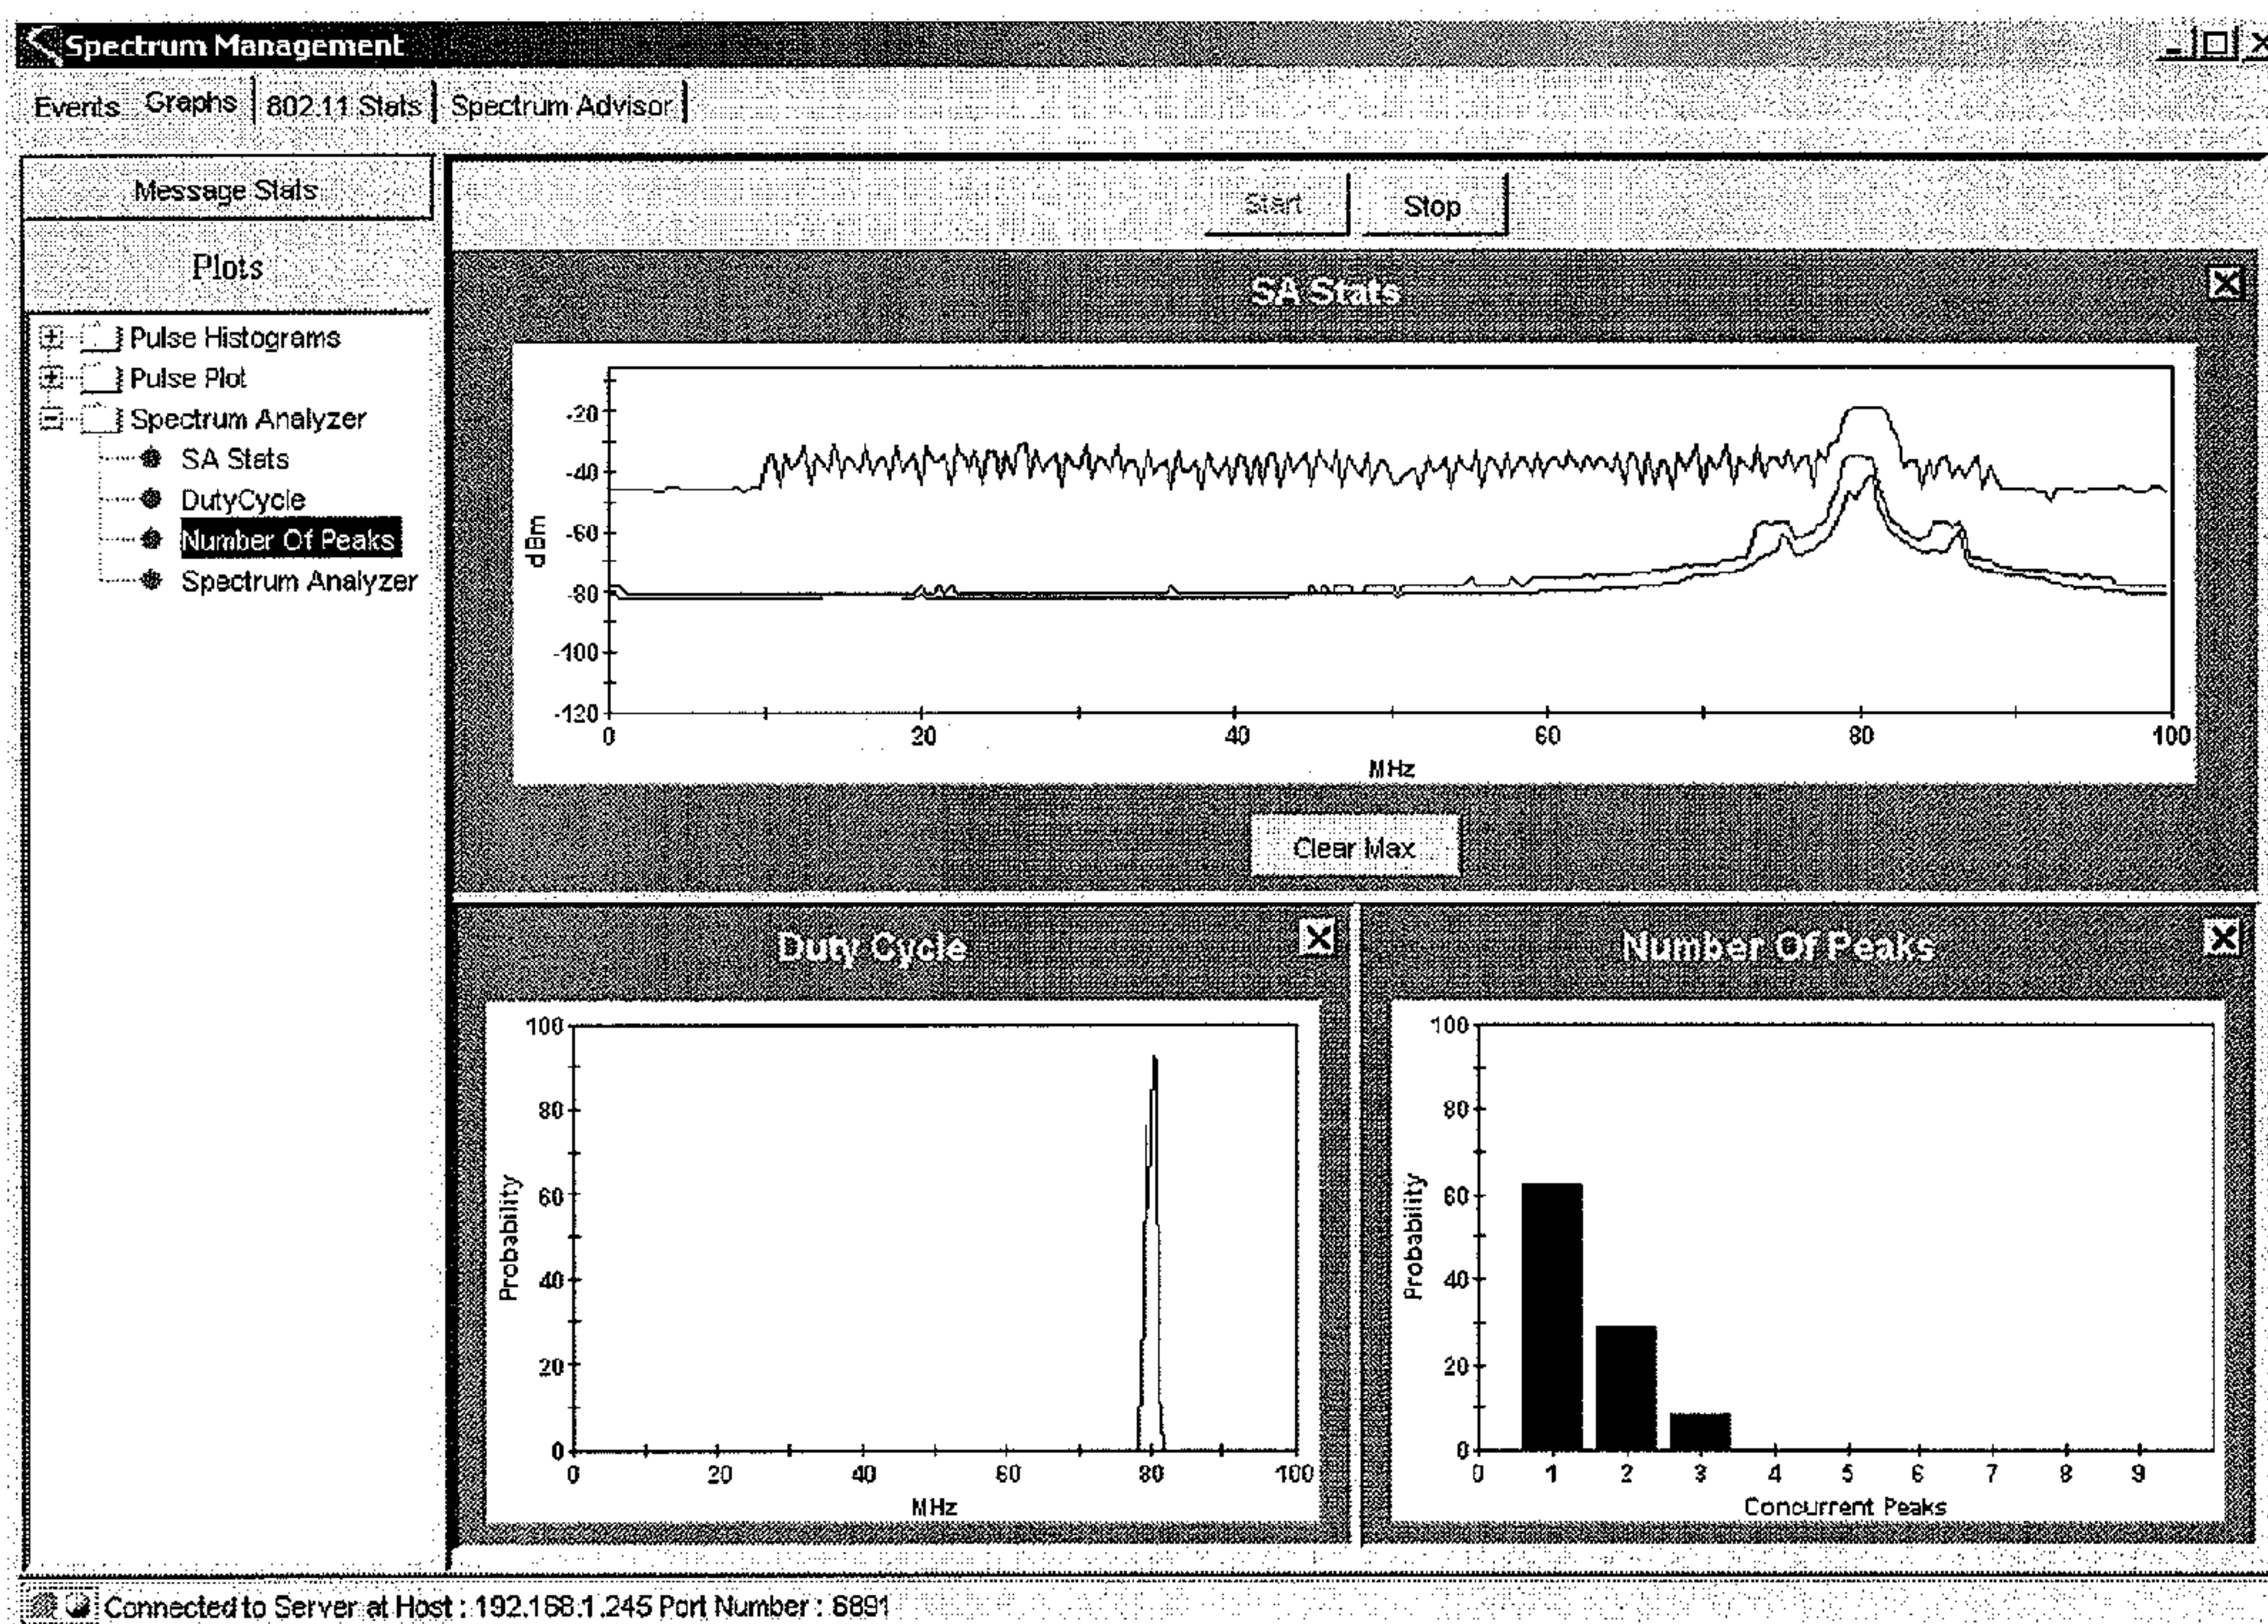 Spectrum Management
Events Graphs 802.11 Stats Spectrum Advisor
Message Stats
Plots
Pulse Histograms
Pulse Plot
Spectrum Analyzer
SA Stats
DutyCycle
Number Of Peaks
Spectrum Analyzer
Start Stop
SA Stats
-20
-40
-60
-80
-100
-120
dBm
0 20 40 60 80 100
MHz
Clear Max
Duty Cycle
100
80
60
40
20
0
Probability
0 20 40 60 80 100
MHz
Number Of Peaks
100
80
60
40
20
0
Probability
0 1 2 3 4 5 6 7 8 9
Concurrent Peaks
Connected to Server at Host : 192.168.1.245 Port Number : 6891